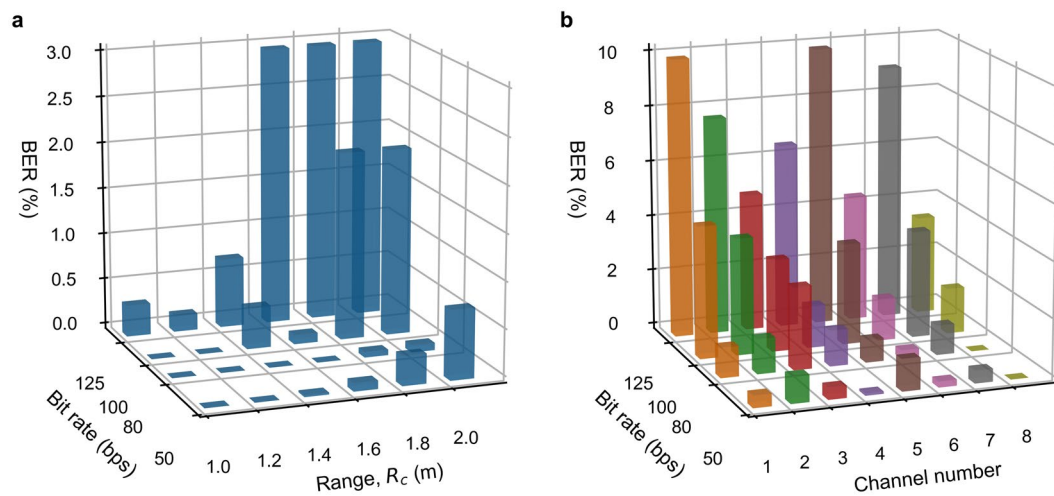 a
3.0
2.5
2.0
1.5
1.0
0.5
0.0
BER (%)
125
100
80
50
Bit rate (bps)
1.0 1.2 1.4 1.6 1.8 2.0
Range, Rc (m)
b
10
8
6
4
2
0
BER (%)
125
100
80
50
Bit rate (bps)
1 2 3 4 5 6 7 8
Channel number